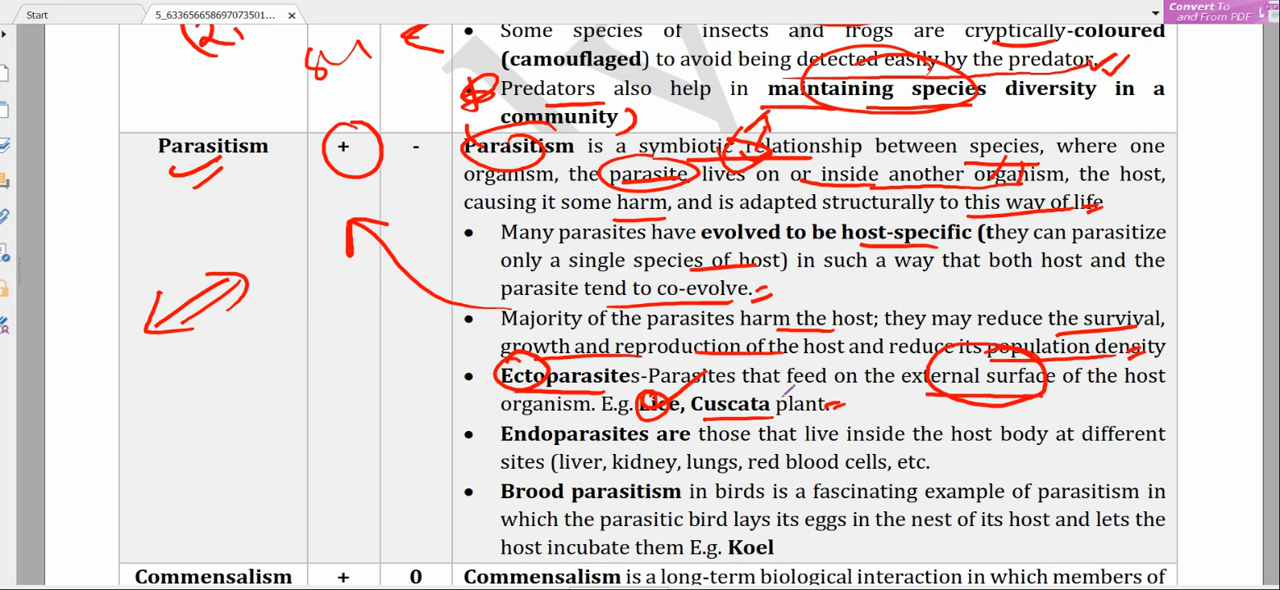 Start
5_633656658697073501...
Convert To
and From PDF
Some species of insects and frogs are cryptically-coloured
(camouflaged) to avoid being detected easily by the predator.
Predators also help in maintaining species diversity in a
community
Parasitism + - Parasitism is a symbiotic relationship between species, where one
organism, the parasite lives on or inside another organism, the host,
causing it some harm, and is adapted structurally to this way of life
• Many parasites have evolved to be host-specific (they can parasitize
only a single species of host) in such a way that both host and the
parasite tend to co-evolve.
• Majority of the parasites harm the host; they may reduce the survival,
growth and reproduction of the host and reduce its population density
• Ectoparasites-Parasites that feed on the external surface of the host
organism. E.g. Lice, Cuscata plant.
• Endoparasites are those that live inside the host body at different
sites (liver, kidney, lungs, red blood cells, etc.
• Brood parasitism in birds is a fascinating example of parasitism in
which the parasitic bird lays its eggs in the nest of its host and lets the
host incubate them E.g. Koel
Commensalism + 0 Commensalism is a long-term biological interaction in which members of